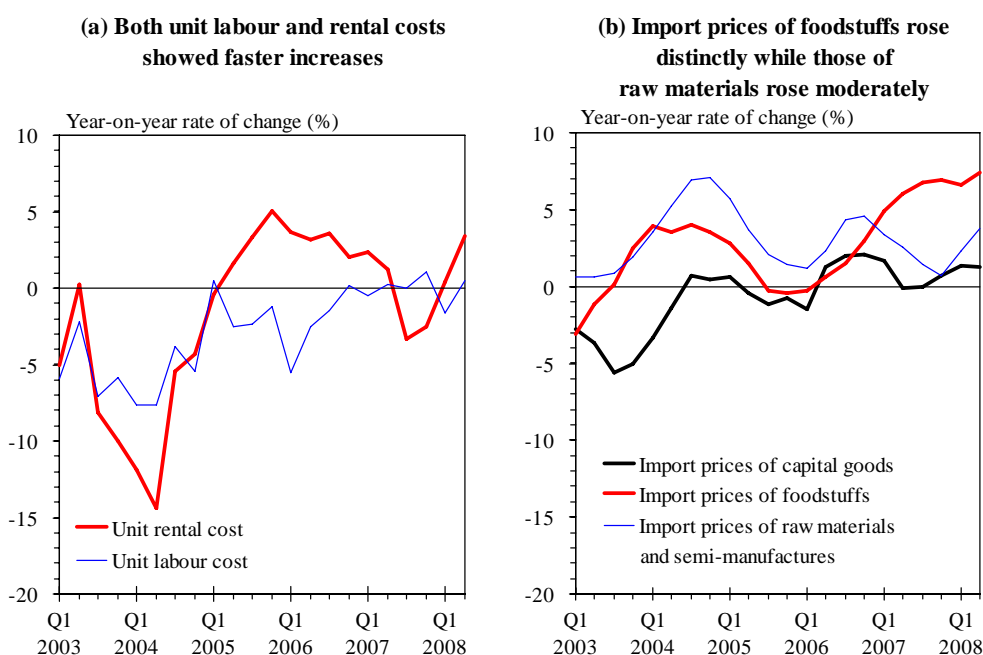 (a) Both unit labour and rental costs
showed faster increases
Year-on-year rate of change (%)
10
5
0
-5
-10
-15
-20
Unit rental cost
Unit labour cost
Q1 Q1 Q1 Q1 Q1 Q1
2003 2004 2005 2006 2007 2008
(b) Import prices of foodstuffs rose
distinctly while those of
raw materials rose moderately
Year-on-year rate of change (%)
10
5
0
-5
-10
-15
-20
Import prices of capital goods
Import prices of foodstuffs
Import prices of raw materials
and semi-manufactures
Q1 Q1 Q1 Q1 Q1 Q1
2003 2004 2005 2006 2007 2008